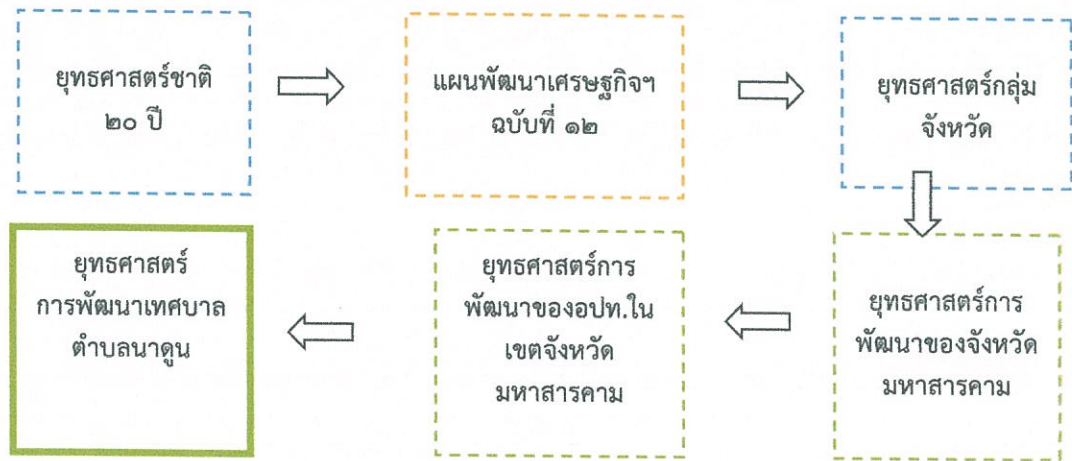 ยุทธศาสตร์ชาติ
๒๐ ปี
แผนพัฒนาเศรษฐกิจฯ
ฉบับที่ ๑๒
ยุทธศาสตร์กลุ่ม
จังหวัด
ยุทธศาสตร์การ
พัฒนาของจังหวัด
มหาสารคาม
ยุทธศาสตร์การ
พัฒนาของอปท.ใน
เขตจังหวัด
มหาสารคาม
ยุทธศาสตร์
การพัฒนาเทศบาล
ตำบลนาดูน